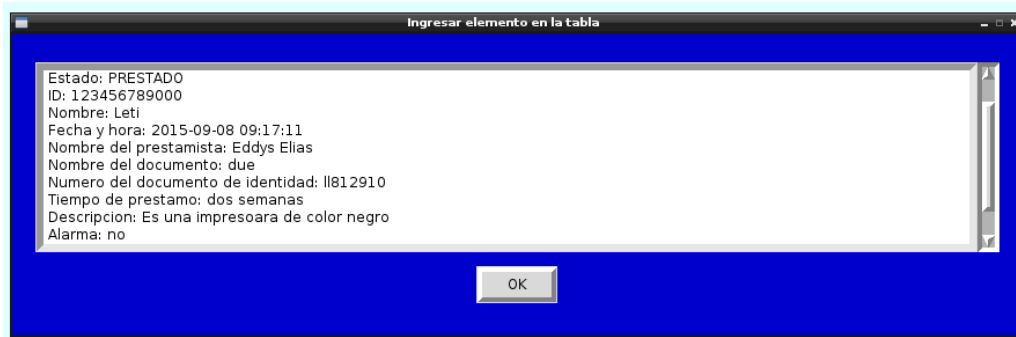 Ingresar elemento en la tabla
Estado: PRESTADO
ID: 123456789000
Nombre: Leti
Fecha y hora: 2015-09-08 09:17:11
Nombre del prestamista: Eddys Elias
Nombre del documento: due
Numero del documento de identidad: ll812910
Tiempo de prestamo: dos semanas
Descripcion: Es una impresoara de color negro
Alarma: no
OK